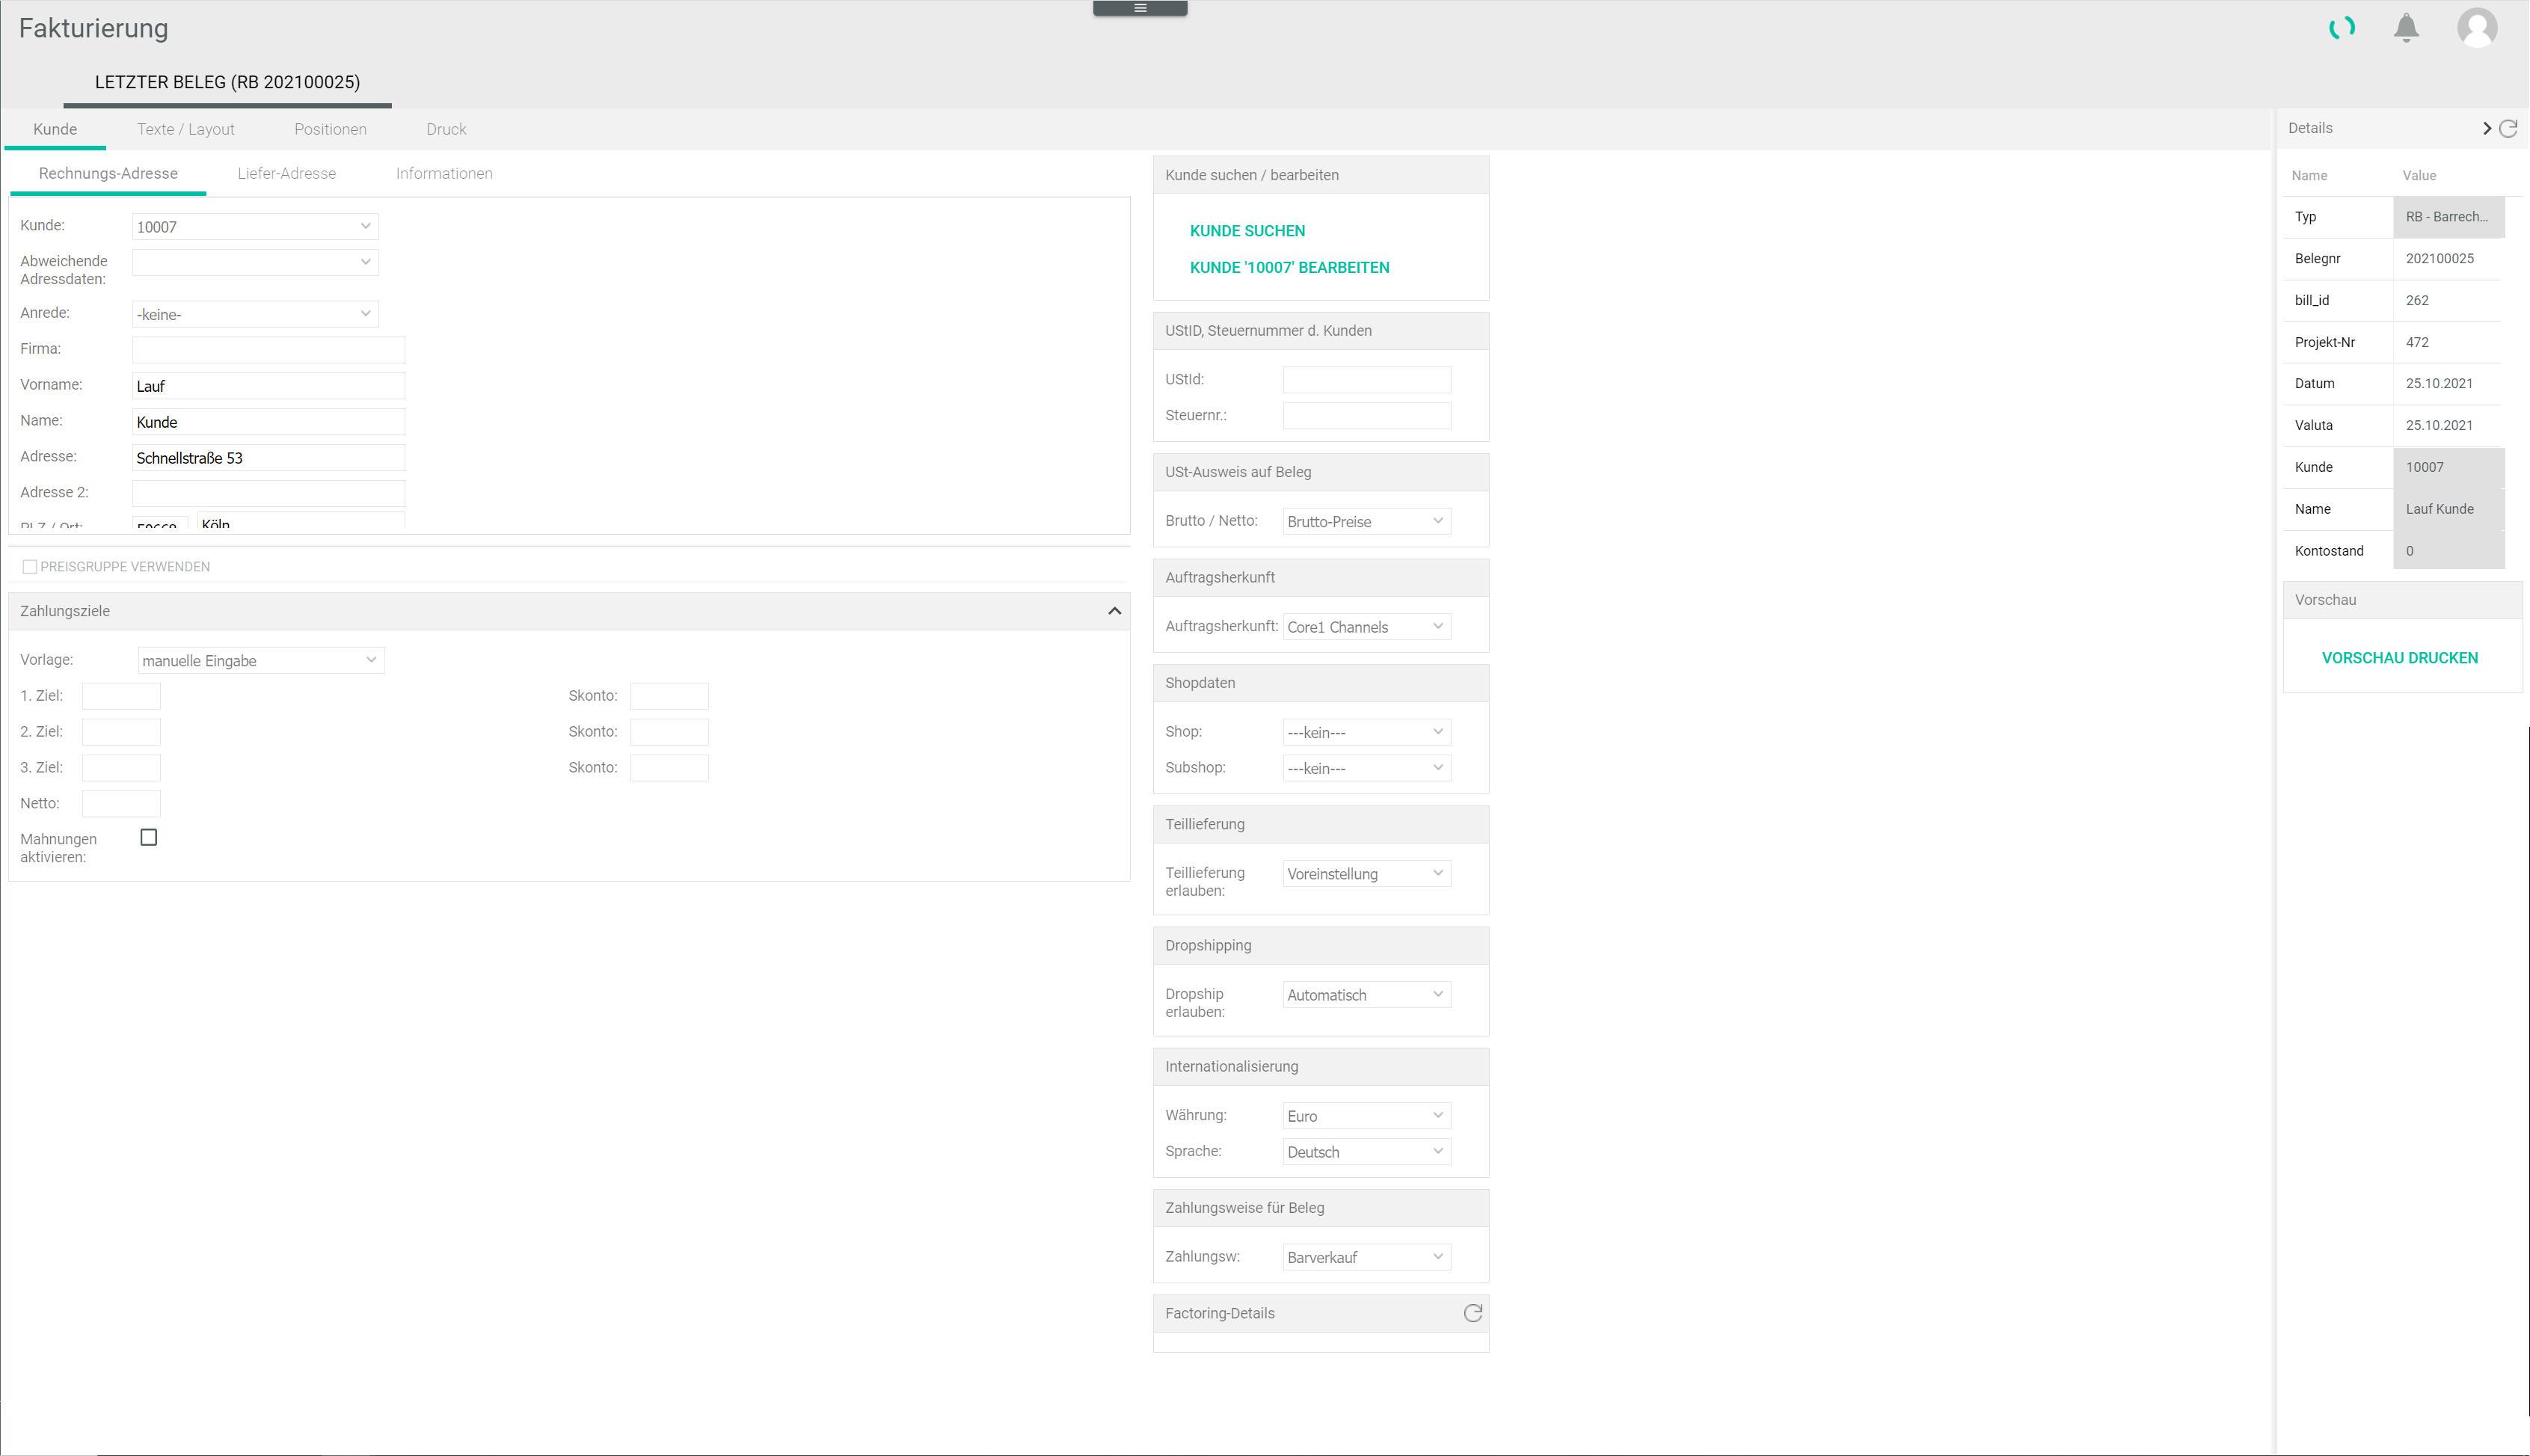 Fakturierung
LETZTER BELEG (RB 202100025)
Kunde
Texte / Layout
Positionen
Druck
Rechnungs-Adresse
Liefer-Adresse
Informationen
Kunde:
10007
Abweichende
Adressdaten:
Anrede:
-keine-
Firma:
Vorname:
Lauf
Name:
Kunde
Adresse:
Schnellstraße 53
Adresse 2:
PLZ / Ort:
Köln
PREISGRUPPE VERWENDEN
Zahlungsziele
Vorlage:
manuelle Eingabe
1. Ziel:
Skonto:
2. Ziel:
Skonto:
3. Ziel:
Skonto:
Netto:
Mahnungen
aktivieren:
Kunde suchen / bearbeiten
KUNDE SUCHEN
KUNDE '10007' BEARBEITEN
UStID, Steuernummer d. Kunden
UStId:
Steuernr.:
USt-Ausweis auf Beleg
Brutto / Netto:
Brutto-Preise
Auftragsherkunft
Auftragsherkunft:
Core1 Channels
Shopdaten
Shop:
---kein---
Subshop:
---kein---
Teillieferung
Teillieferung
erlauben:
Voreinstellung
Dropshipping
Dropship
erlauben:
Automatisch
Internationalisierung
Währung:
Euro
Sprache:
Deutsch
Zahlungsweise für Beleg
Zahlungsw:
Barverkauf
Factoring-Details
Details
Name
Value
Typ
RB - Barrech...
Belegnr
202100025
bill_id
262
Projekt-Nr
472
Datum
25.10.2021
Valuta
25.10.2021
Kunde
10007
Name
Lauf Kunde
Kontostand
0
Vorschau
VORSCHAU DRUCKEN